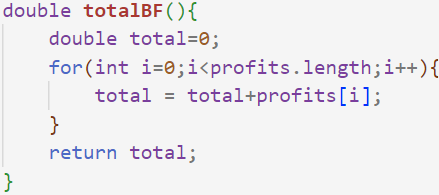 double totalBF(){
    double total=0;
    for(int i=0;i<profits.length;i++){
        total = total+profits[i];
    }
    return total;
}